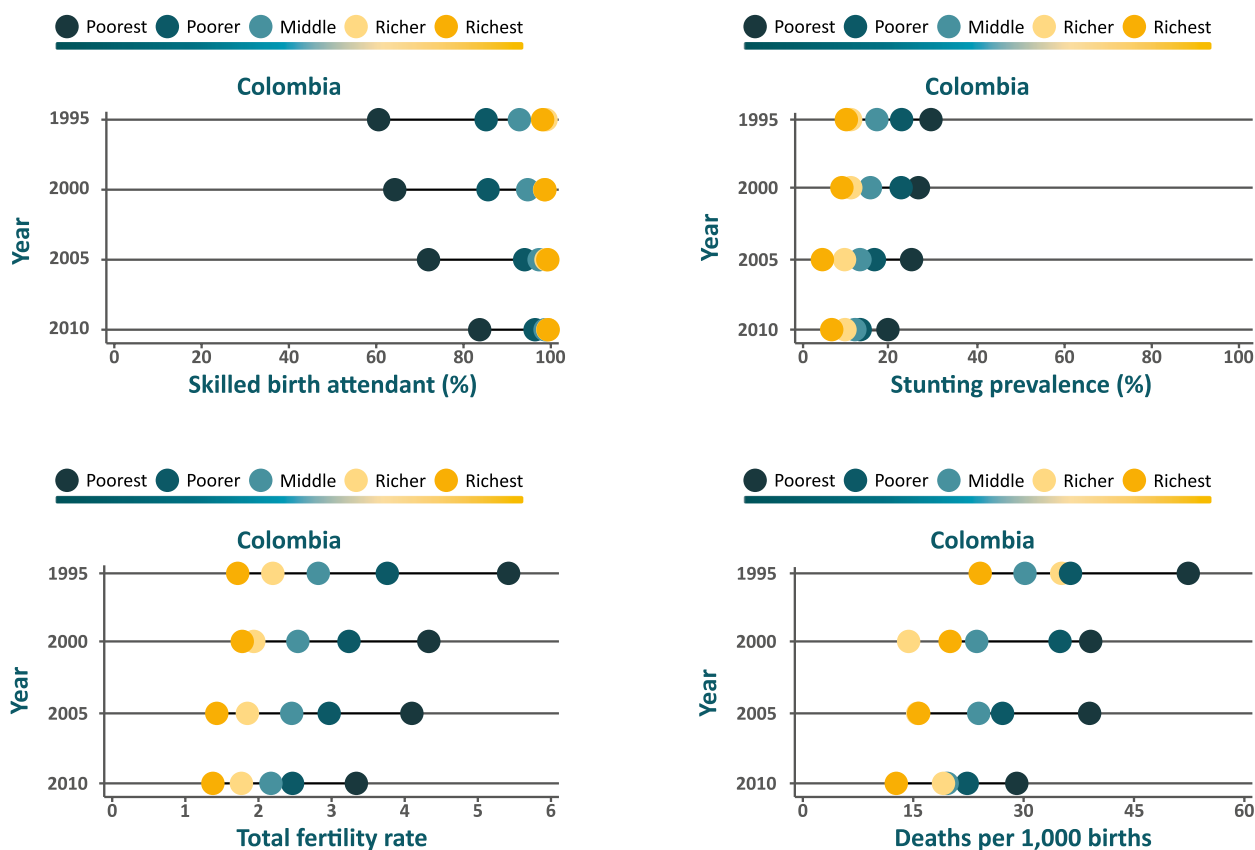 Poorest Poorer Middle Richer Richest
Colombia
Year
1995
2000
2005
2010
0 20 40 60 80 100
Skilled birth attendant (%)
Poorest Poorer Middle Richer Richest
Colombia
Year
1995
2000
2005
2010
0 20 40 60 80 100
Stunting prevalence (%)
Poorest Poorer Middle Richer Richest
Colombia
Year
1995
2000
2005
2010
0 1 2 3 4 5 6
Total fertility rate
Poorest Poorer Middle Richer Richest
Colombia
Year
1995
2000
2005
2010
0 15 30 45 60
Deaths per 1,000 births